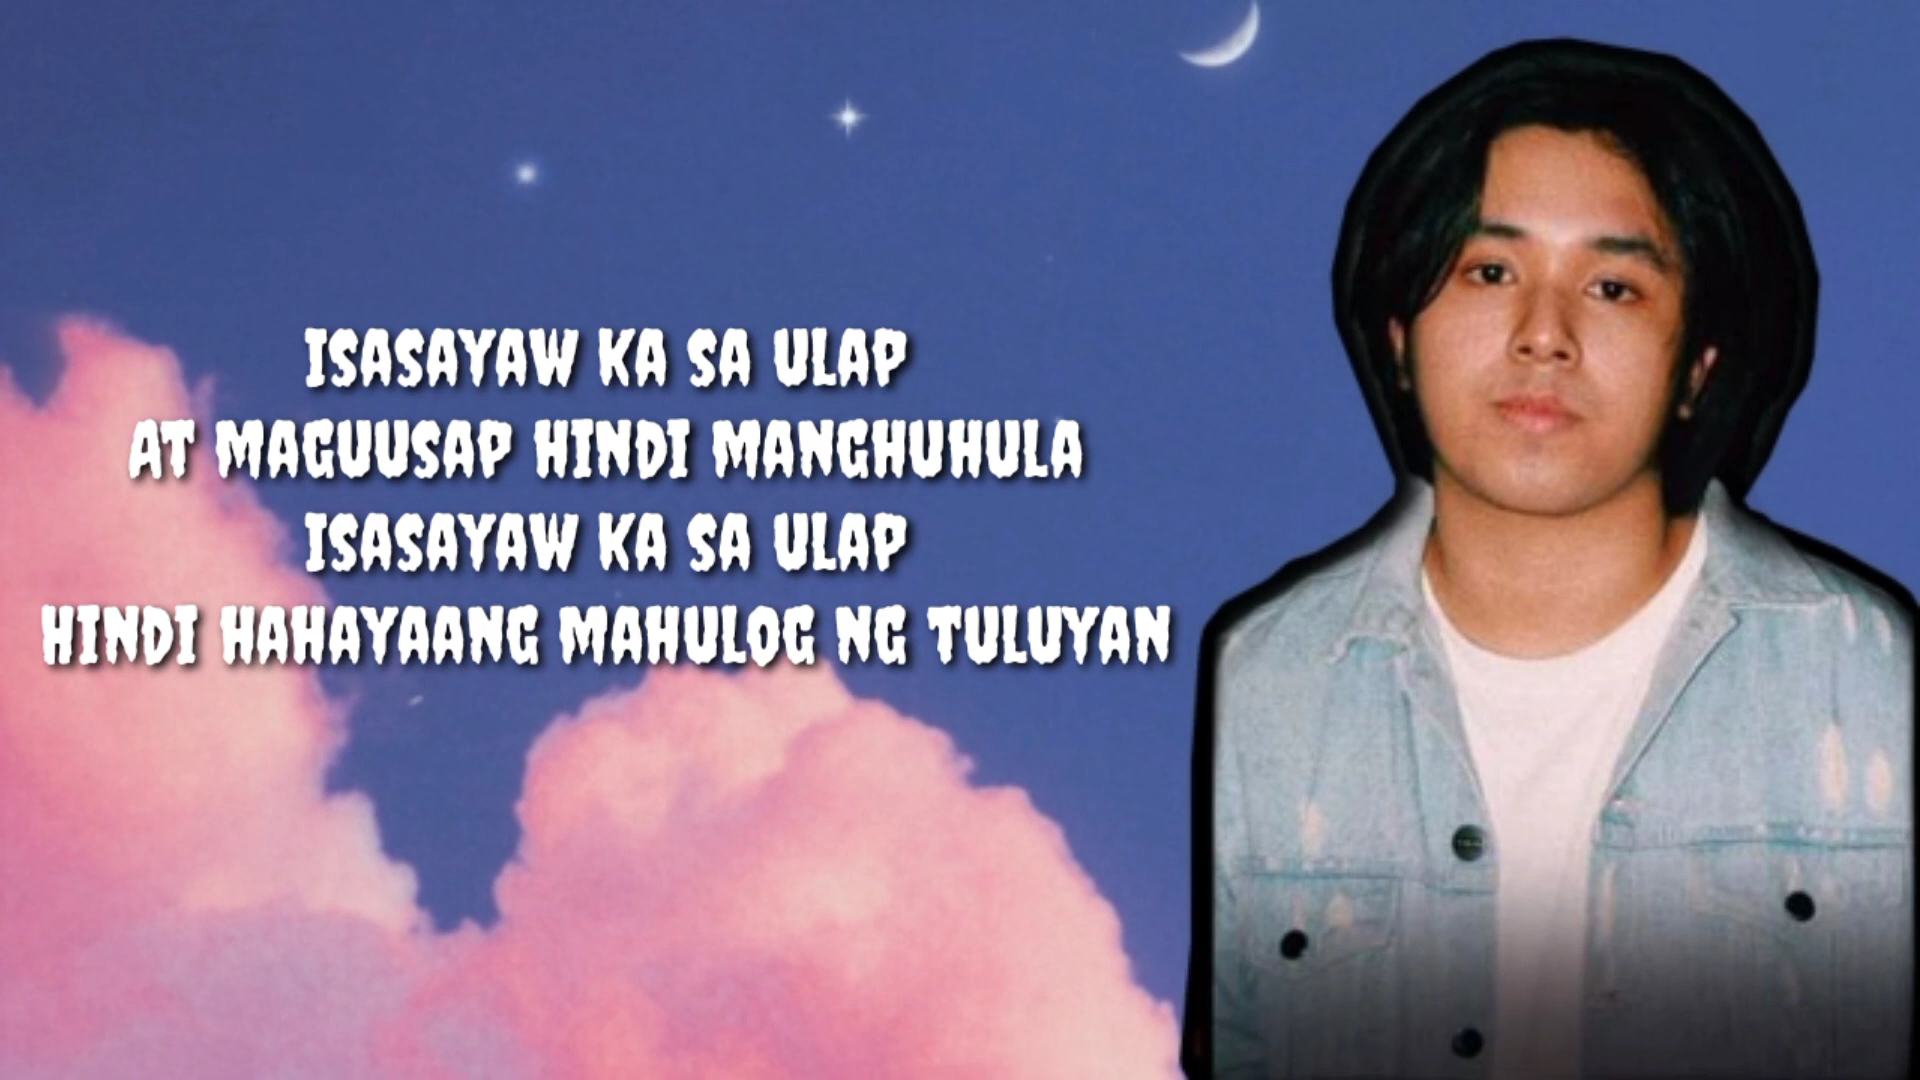 ISASAYAW KA SA ULAP
AT MAGUUSAP HINDI MANGHUHULA
ISASAYAW KA SA ULAP
HINDI HAHAYAANG MAHULOG NG TULUYAN